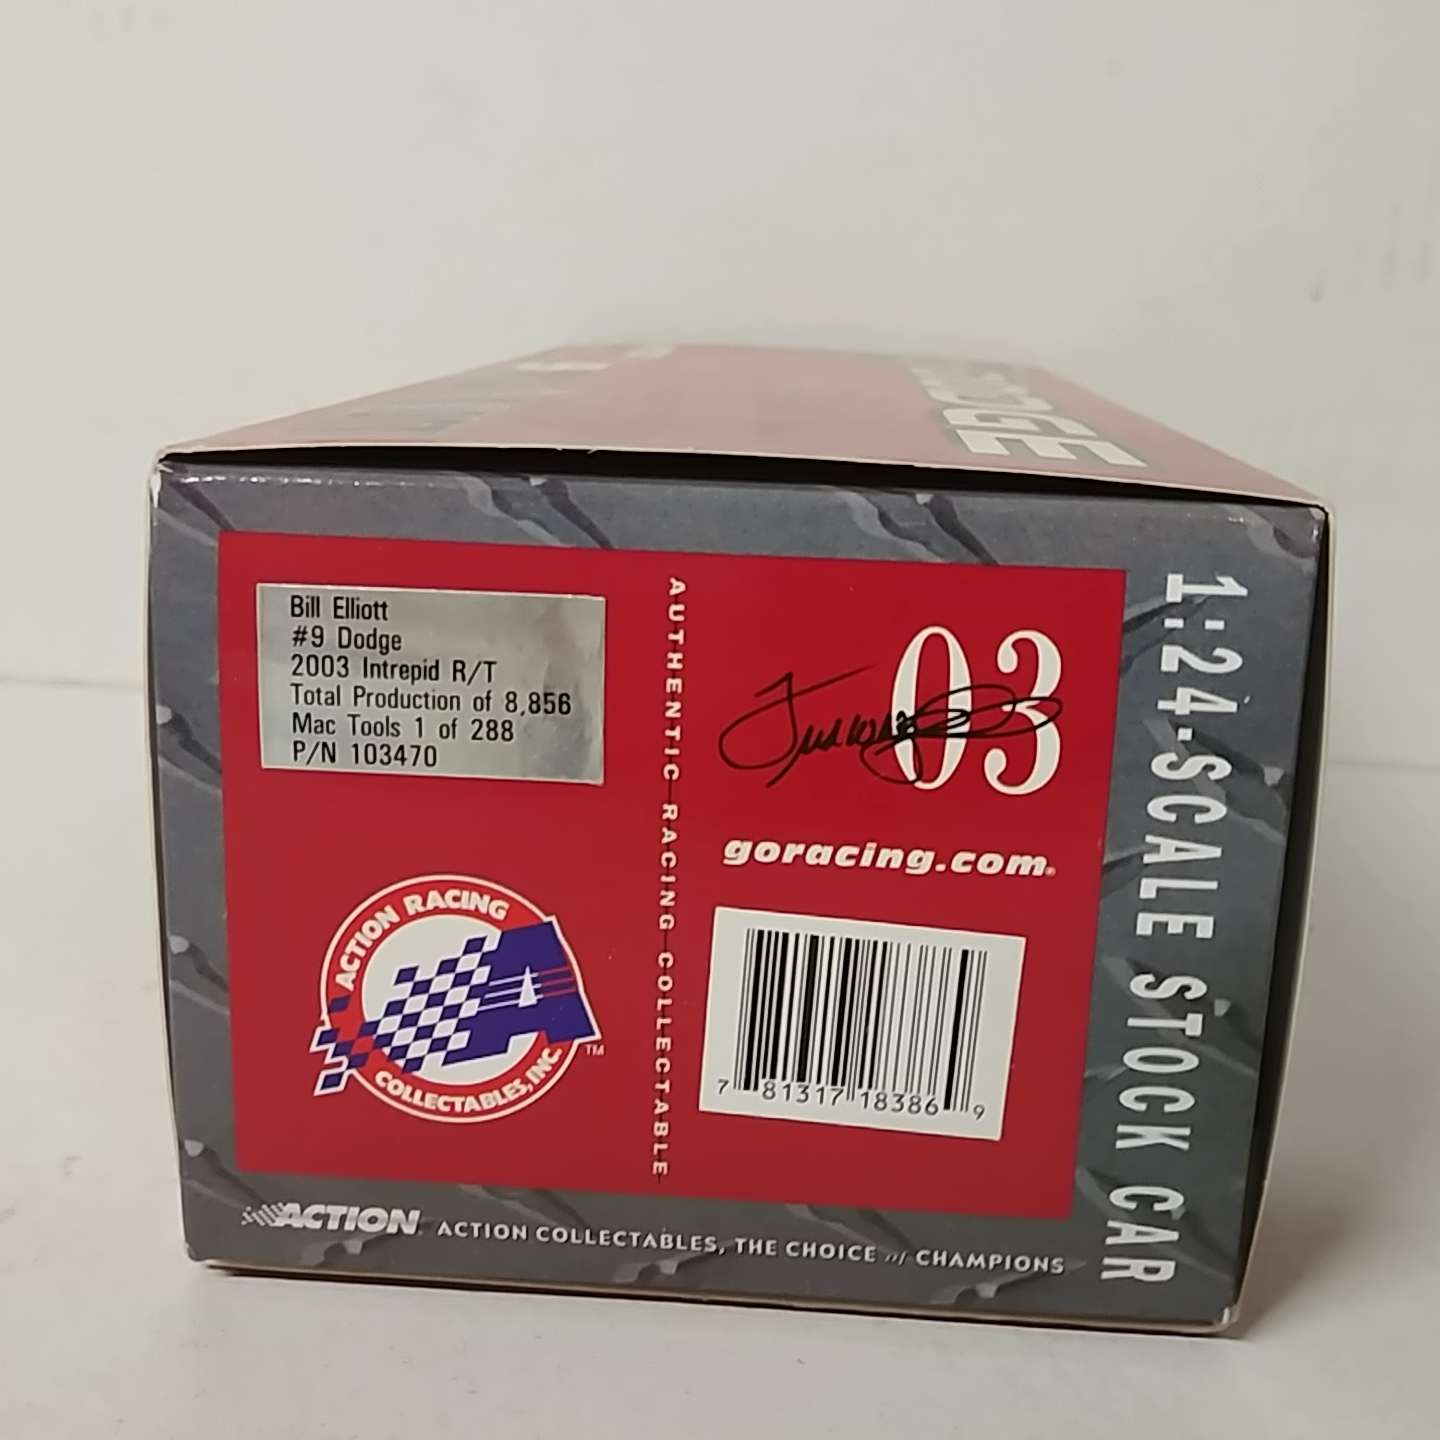 DODGE
Bill Elliott
#9 Dodge
2003 Intrepid R/T
Total Production of 8,856
Mac Tools 1 of 288
P/N 103470
ACTION RACING
A
COLLECTABLES, INC.
TM
AUTHENTIC RACING COLLECTABLE
03
goracing.com®
7 81317 18386 9
1:24-SCALE STOCK CAR
ACTION®
ACTION COLLECTABLES, THE CHOICE of CHAMPIONS